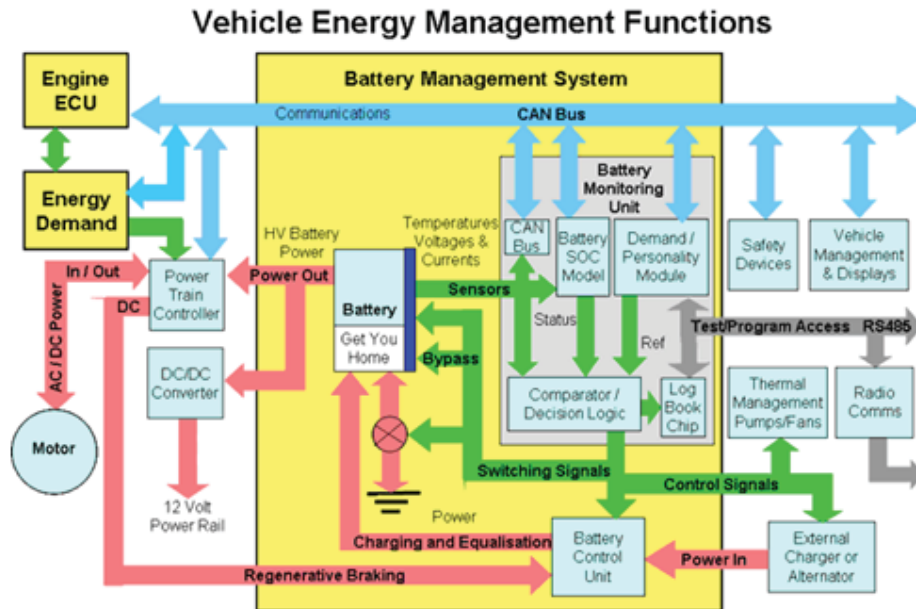 Vehicle Energy Management Functions
Engine
ECU
Battery Management System
Communications
CAN Bus
Energy
Demand
Battery
Monitoring
Unit
HV Battery
Power
Temperatures
Voltages &
Currents
CAN
Bus
Battery
SOC
Model
Demand /
Personality
Module
Safety
Devices
Vehicle
Management
& Displays
In / Out
Power
Train
Controller
Power Out
Battery
Sensors
DC
AC / DC Power
Status
Ref
Test/Program Access
RS485
Get You
Home
Bypass
DC/DC
Converter
Comparator /
Decision Logic
Log
Book
Chip
Thermal
Management
Pumps/Fans
Radio
Comms
Motor
Switching Signals
Control Signals
12 Volt
Power Rail
Power
Charging and Equalisation
Battery
Control
Unit
Power In
External
Charger or
Alternator
Regenerative Braking